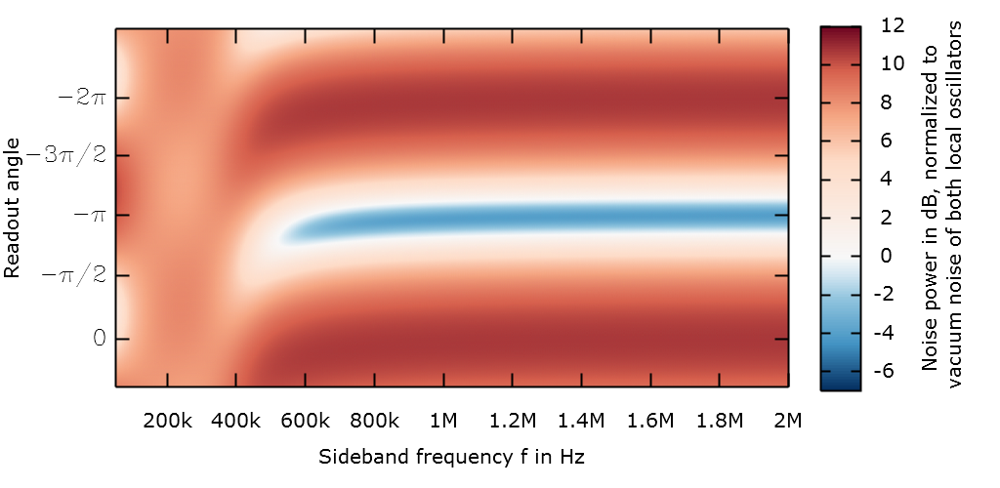 Readout angle
−2π
−3π/2
−π
−π/2
0
200k 400k 600k 800k 1M 1.2M 1.4M 1.6M 1.8M 2M
Sideband frequency f in Hz
12
10
8
6
4
2
0
-2
-4
-6
Noise power in dB, normalized to
vacuum noise of both local oscillators